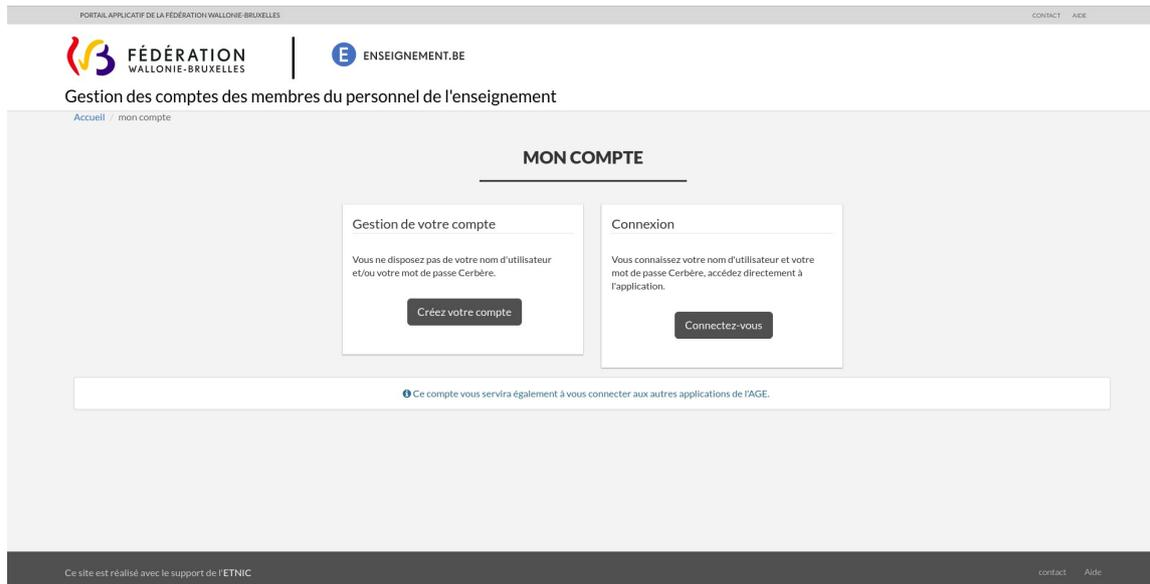 PORTAIL APPLICATIF DE LA FÉDÉRATION WALLONIE-BRUXELLES
CONTACT AIDE
FÉDÉRATION
WALLONIE-BRUXELLES
E ENSEIGNEMENT.BE
Gestion des comptes des membres du personnel de l'enseignement
Accueil / mon compte
MON COMPTE
Gestion de votre compte
Vous ne disposez pas de votre nom d'utilisateur
et/ou votre mot de passe Cerbère.
Créez votre compte
Connexion
Vous connaissez votre nom d'utilisateur et votre
mot de passe Cerbère, accédez directement à
l'application.
Connectez-vous
Ce compte vous servira également à vous connecter aux autres applications de l'AGE.
Ce site est réalisé avec le support de l'ETNIC
contact Aide